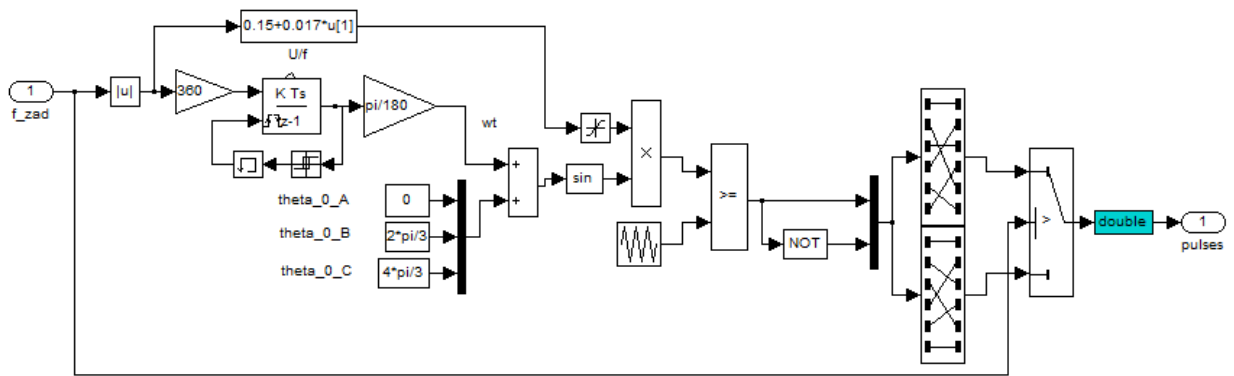 0.15+0.017*u[1]
U/f
1
f_zad
|u|
360
K Ts
z-1
pi/180
wt
+
+
sin
×
>=
theta_0_A
0
theta_0_B
2*pi/3
theta_0_C
4*pi/3
NOT
>
double
1
pulses